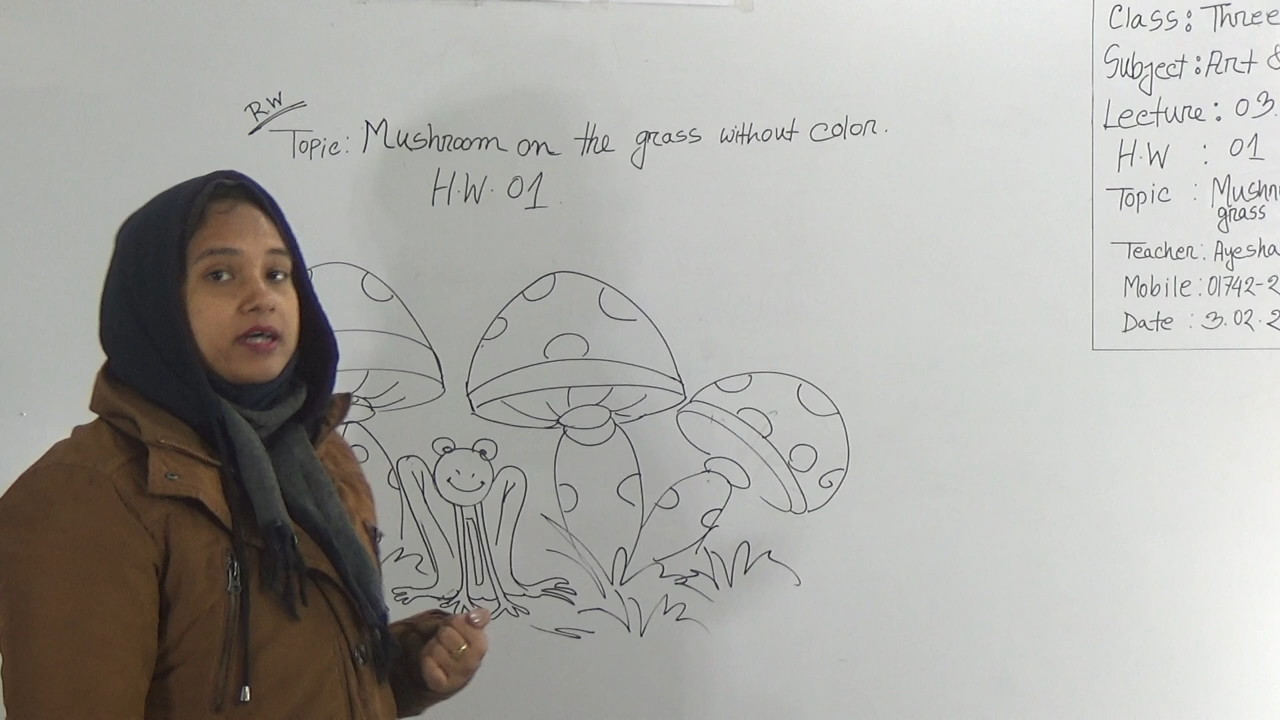 RW
Topic: Mushroom on the grass without color.
H.W. 01
Class: Three
Subject: Art &
Lecture: 03.
H.W : 01
Topic :
grass
Teacher: Ayesha
Mobile: 01742-2
Date : 3.02.2